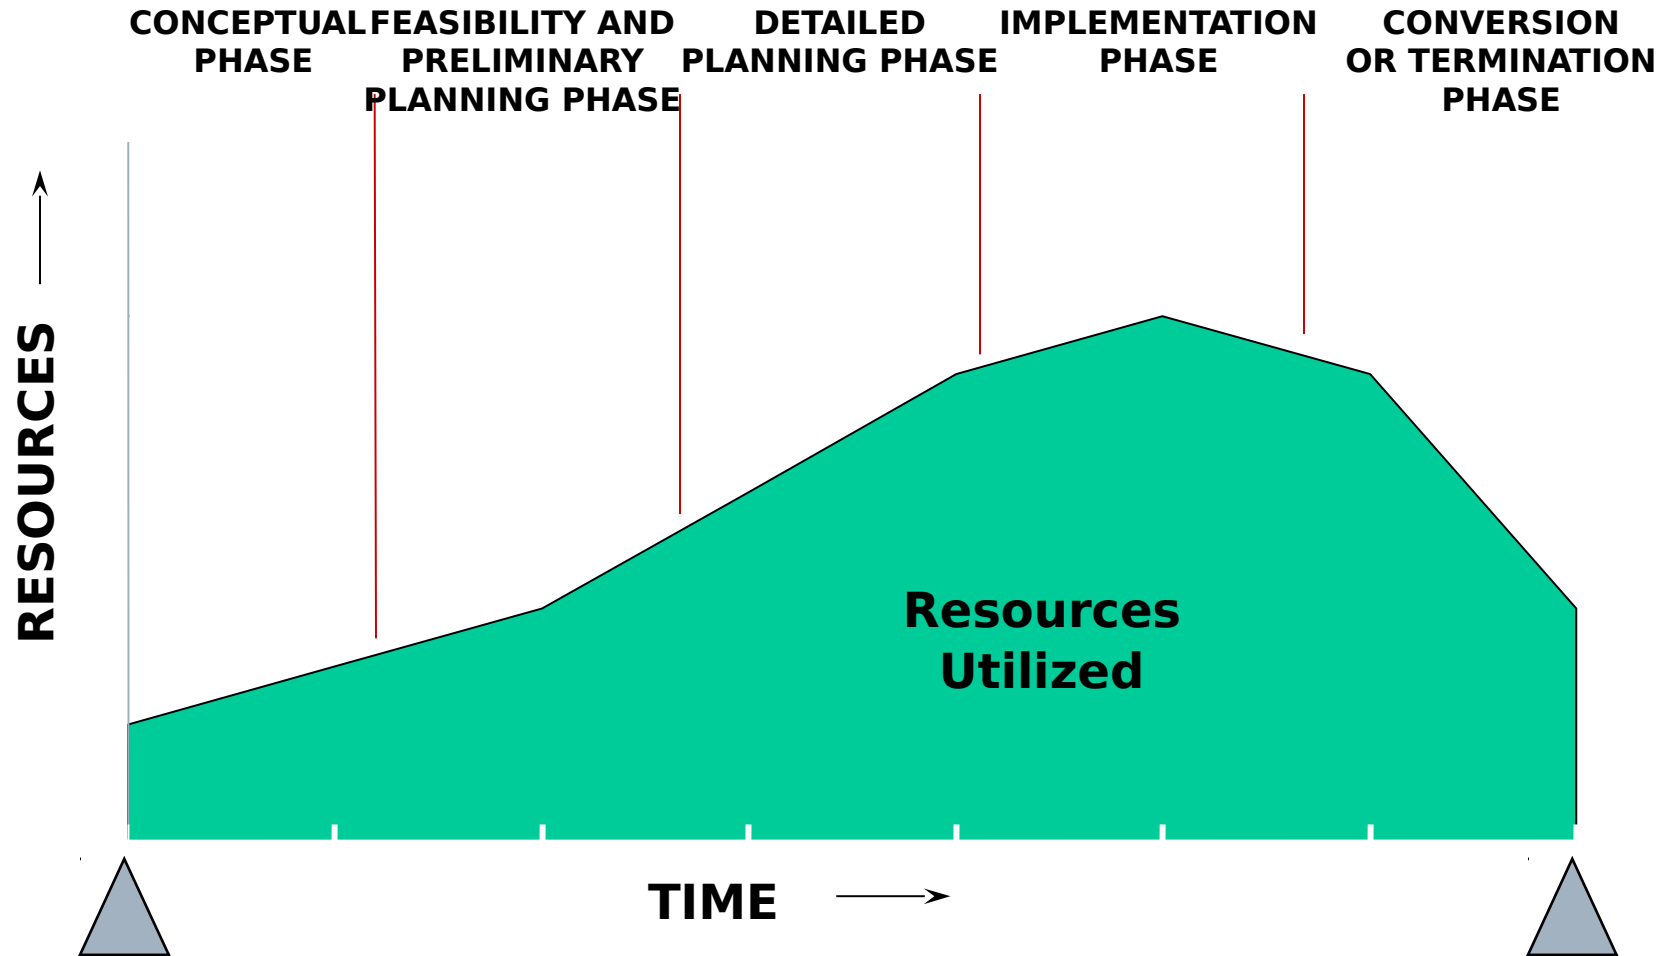 CONCEPTUAL
PHASE
FEASIBILITY AND
PRELIMINARY
PLANNING PHASE
DETAILED
PLANNING PHASE
IMPLEMENTATION
PHASE
CONVERSION
OR TERMINATION
PHASE
RESOURCES
Resources
Utilized
TIME